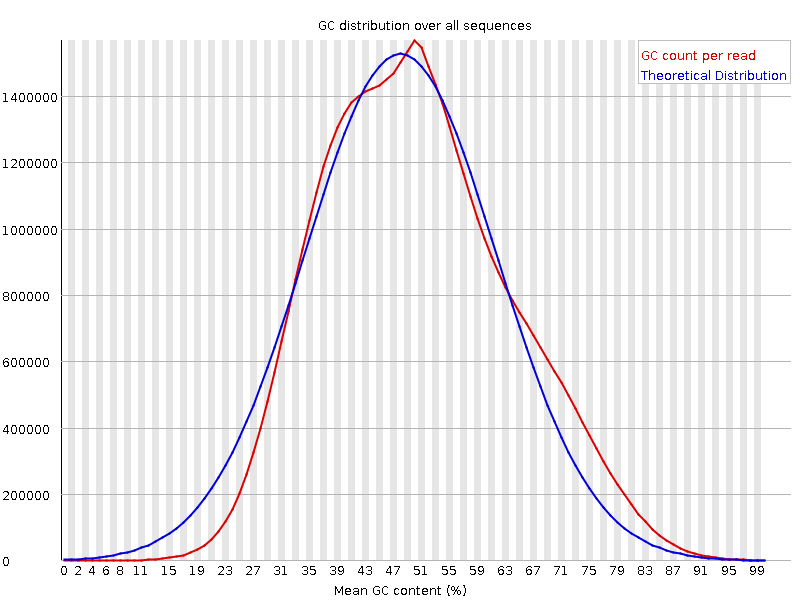 GC distribution over all sequences
GC count per read
Theoretical Distribution
1400000
1200000
1000000
800000
600000
400000
200000
0
0 2 4 6 8 11 15 19 23 27 31 35 39 43 47 51 55 59 63 67 71 75 79 83 87 91 95 99
Mean GC content (%)